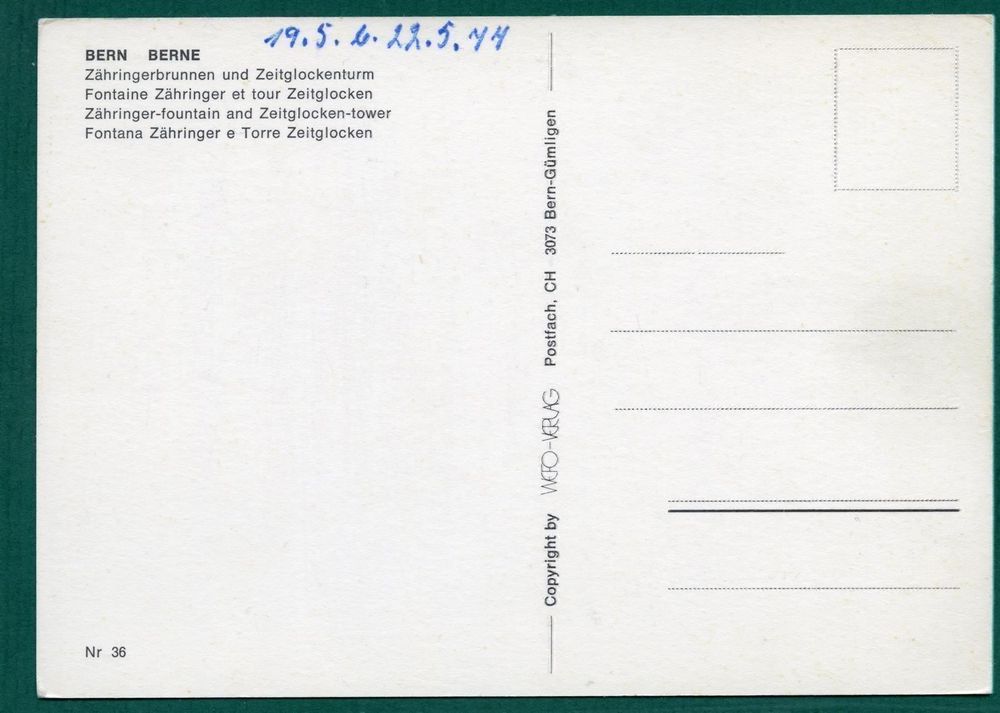 19.5. b. 22.5.77
BERN BERNE
Zähringerbrunnen und Zeitglockenturm
Fontaine Zähringer et tour Zeitglocken
Zähringer-fountain and Zeitglocken-tower
Fontana Zähringer e Torre Zeitglocken
Copyright by WEFO-VERLAG Postfach, CH 3073 Bern-Gümligen
Nr 36